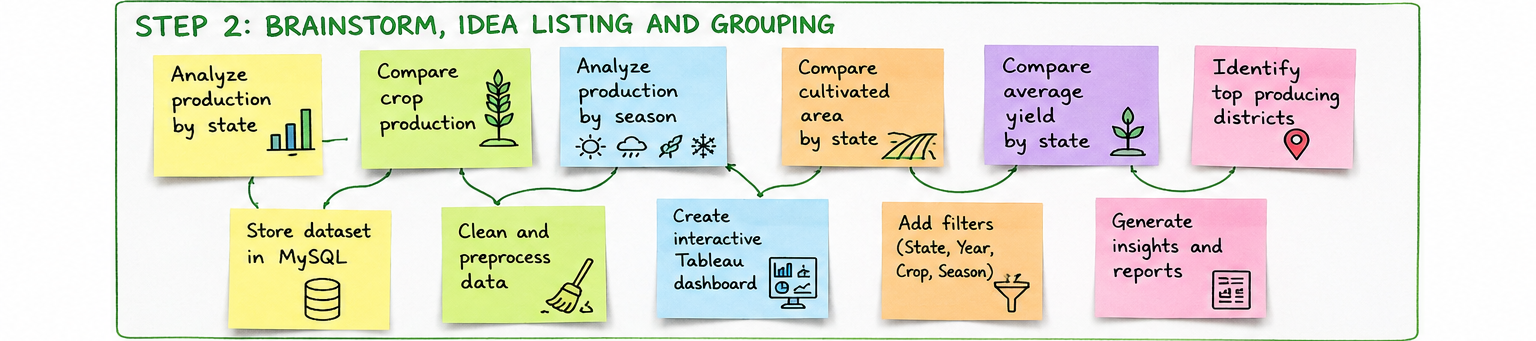 STEP 2: BRAINSTORM, IDEA LISTING AND GROUPING
Analyze
production
by state
Compare
crop
production
Analyze
production
by season
Compare
cultivated
area
by state
Compare
average
yield
by state
Identify
top producing
districts
Store dataset
in MySQL
Clean and
preprocess
data
Create
interactive
Tableau
dashboard
Add filters
(State, Year,
Crop, Season)
Generate
insights and
reports